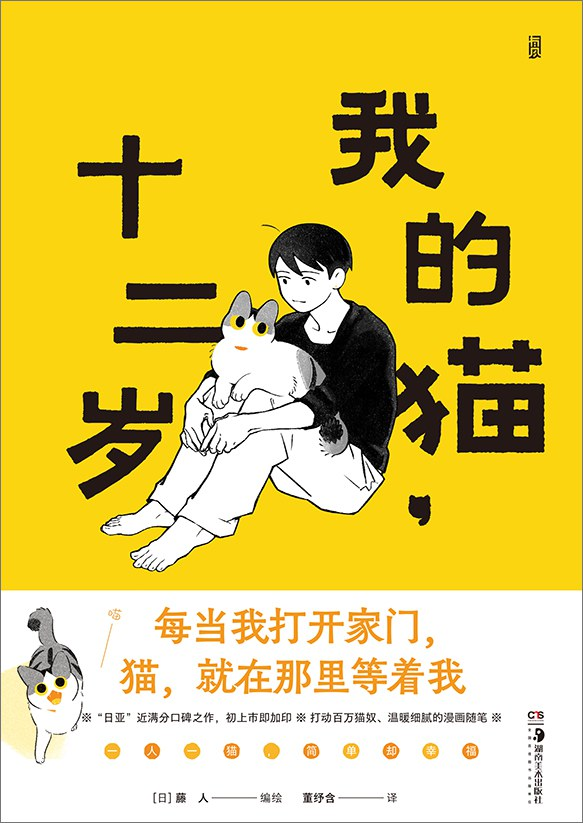 我的猫，
十二岁
喵
每当我打开家门，
猫，就在那里等着我
※“日亚”近满分口碑之作，初上市即加印 ※ 打动百万猫奴、温暖细腻的漫画随笔 ※
一人一猫，简单却幸福
[日] 藤 人——编绘 董纾含——译
湖南美术出版社